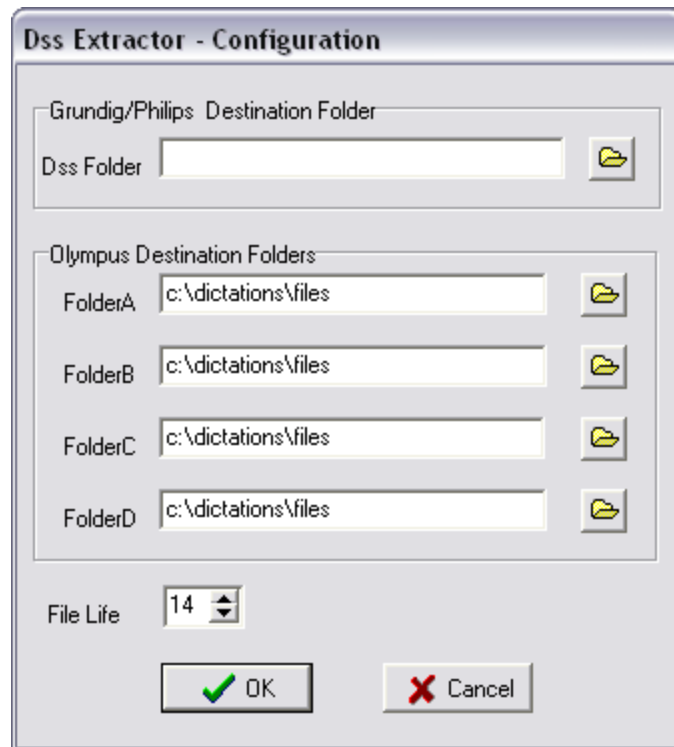 Dss Extractor - Configuration
Grundig/Philips Destination Folder
Dss Folder
Olympus Destination Folders
FolderA c:\dictations\files
FolderB c:\dictations\files
FolderC c:\dictations\files
FolderD c:\dictations\files
File Life 14
OK Cancel